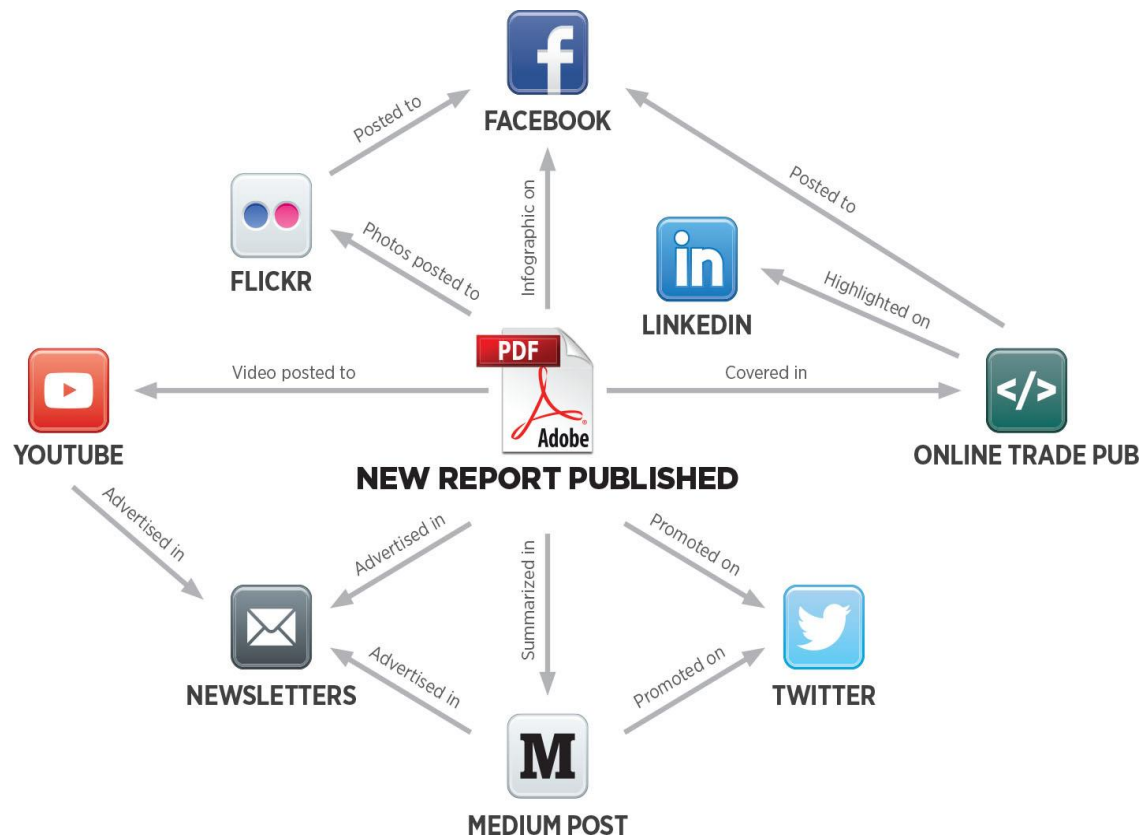 f
FACEBOOK
Posted to
Posted to
Infographic on
FLICKR
Photos posted to
in
LINKEDIN
Highlighted on
PDF
Adobe
®
Video posted to
Covered in
</>
YOUTUBE
ONLINE TRADE PUB
NEW REPORT PUBLISHED
Advertised in
Advertised in
Summarized in
Promoted on
NEWSLETTERS
Advertised in
Promoted on
TWITTER
M
MEDIUM POST